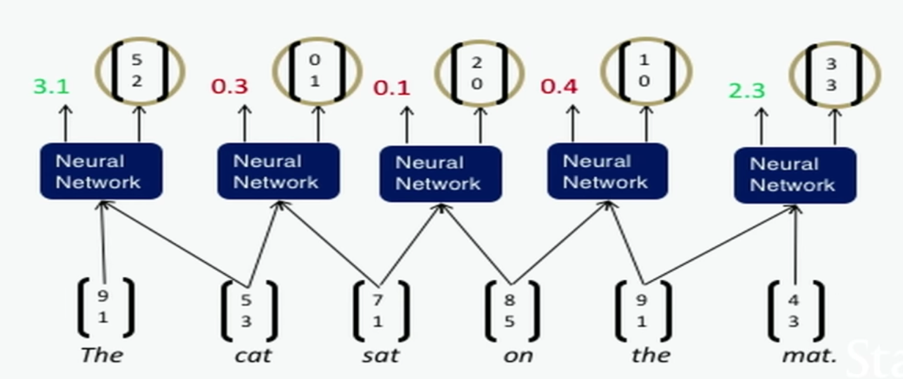 5 0 2 1 3
3.1 2 0.3 1 0.1 0 0.4 0 2.3 3
Neural Neural Neural Neural Neural
Network Network Network Network Network
9 5 7 8 9 4
1 3 1 5 1 3
The cat sat on the mat.
Sta